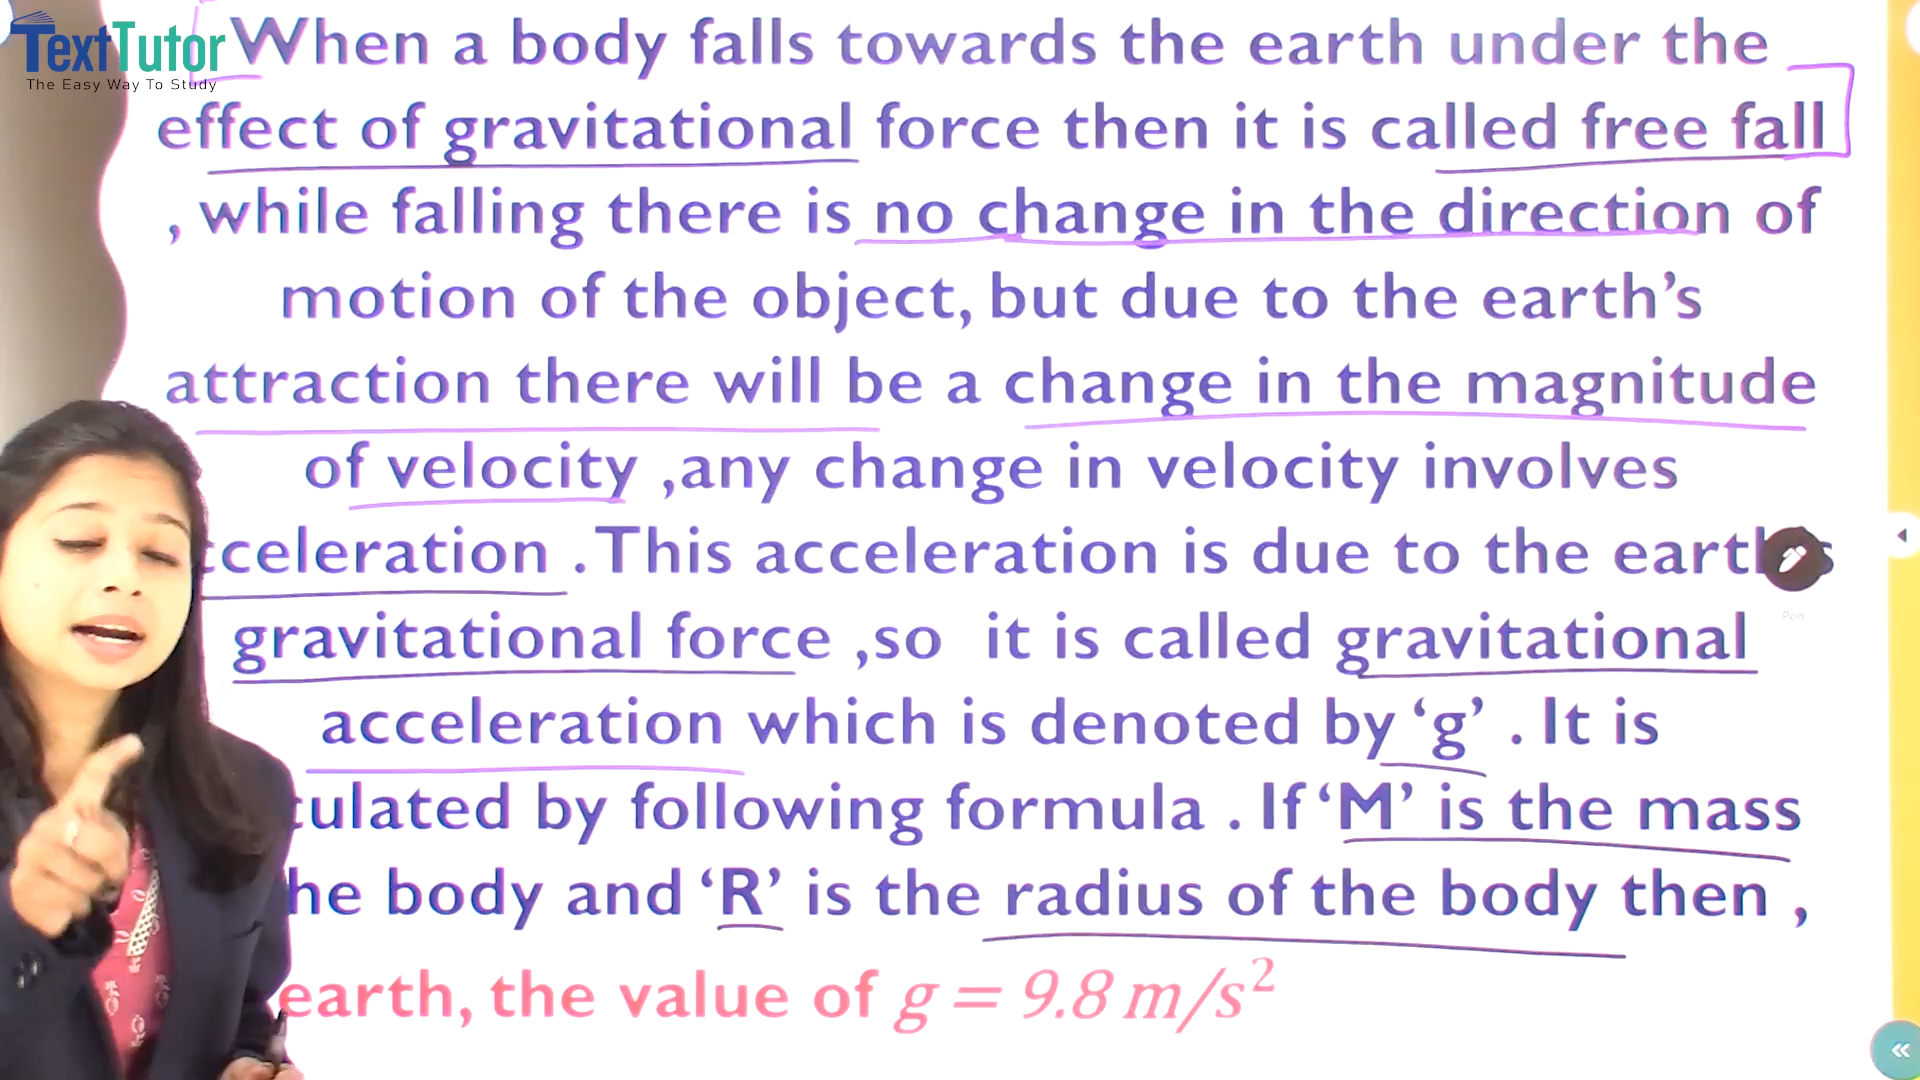 TextTutor
The Easy Way To Study
When a body falls towards the earth under the
effect of gravitational force then it is called free fall
, while falling there is no change in the direction of
motion of the object, but due to the earth’s
attraction there will be a change in the magnitude
of velocity ,any change in velocity involves
cceleration . This acceleration is due to the earth’s
gravitational force ,so it is called gravitational
acceleration which is denoted by ‘g’ . It is
culated by following formula . If ‘M’ is the mass
he body and ‘R’ is the radius of the body then ,
earth, the value of g = 9.8 m/s²
Pen